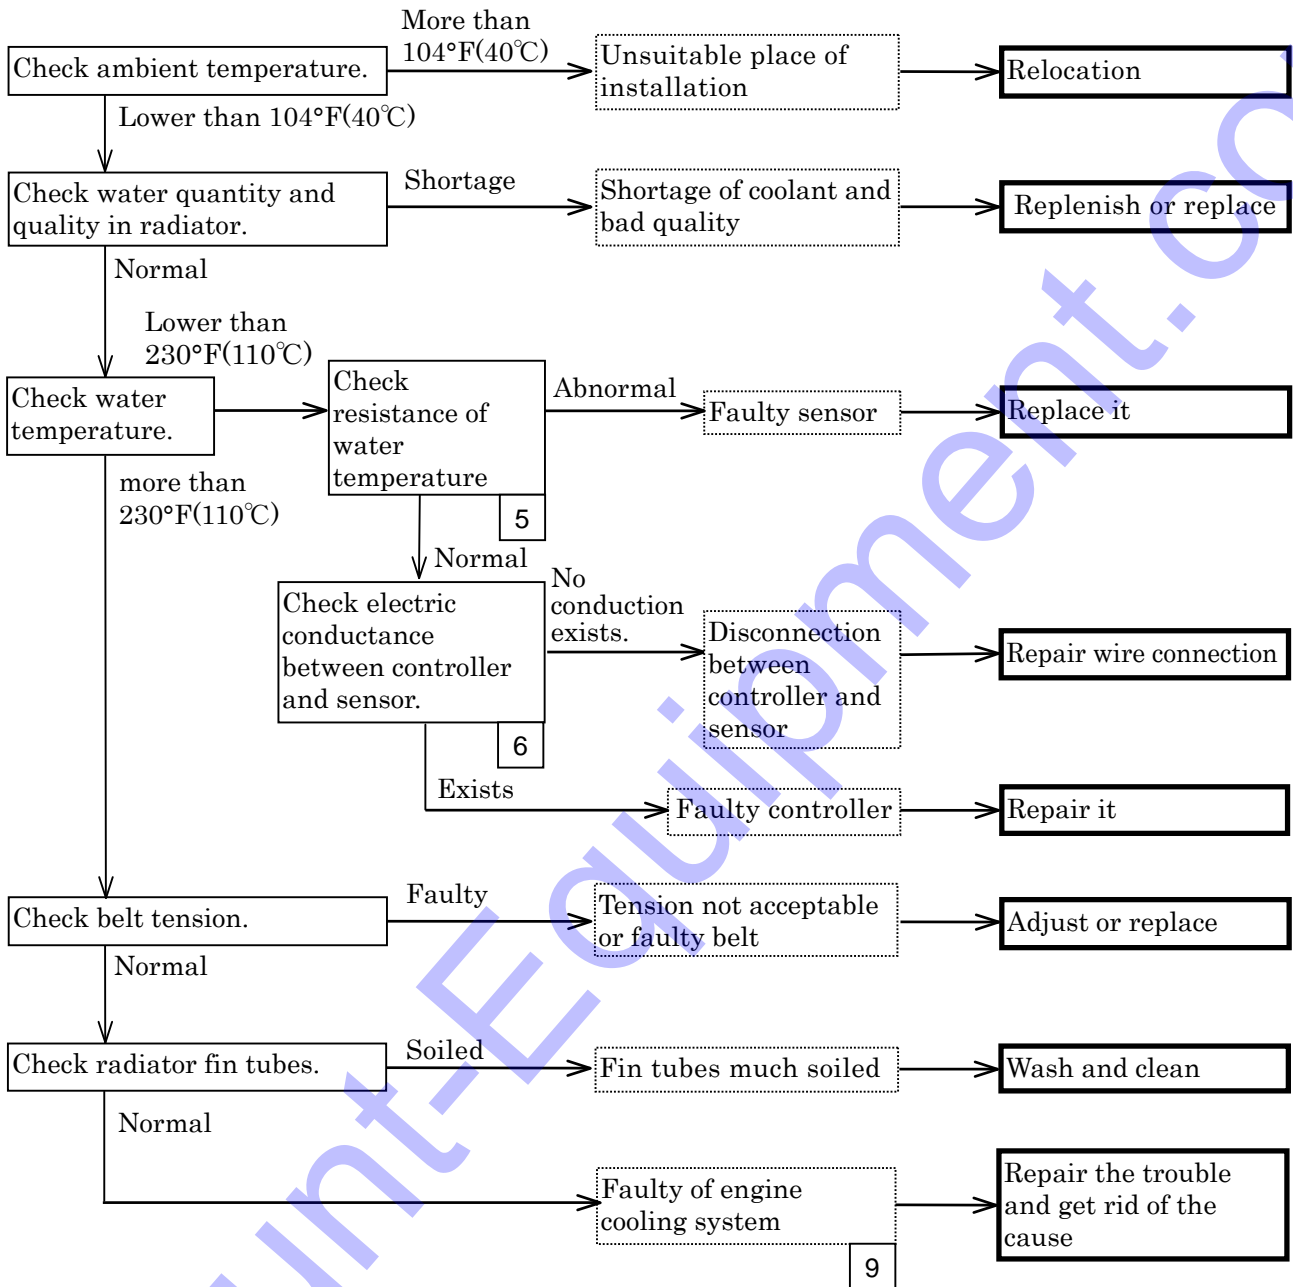 More than
104°F(40℃)
Check ambient temperature.
Unsuitable place of
installation
Relocation
Lower than 104°F(40℃)
Check water quantity and
quality in radiator.
Shortage
Shortage of coolant and
bad quality
Replenish or replace
Normal
Lower than
230°F(110℃)
Check water
temperature.
Check
resistance of
water
temperature
5
Abnormal
Faulty sensor
Replace it
more than
230°F(110℃)
Normal
Check electric
conductance
between controller
and sensor.
6
No
conduction
exists.
Disconnection
between
controller and
sensor
Repair wire connection
Exists
Faulty controller
Repair it
Check belt tension.
Faulty
Tension not acceptable
or faulty belt
Adjust or replace
Normal
Check radiator fin tubes.
Soiled
Fin tubes much soiled
Wash and clean
Normal
Faulty of engine
cooling system
9
Repair the trouble
and get rid of the
cause
unt-Equipment.co